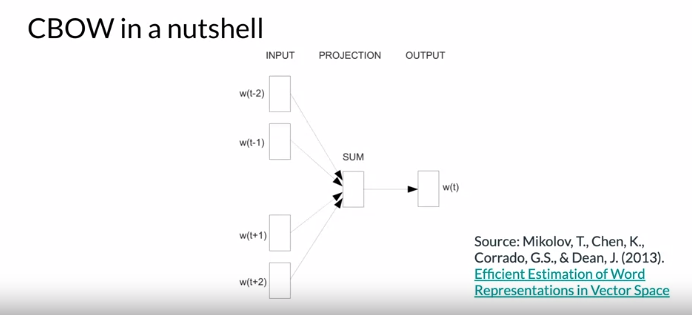 CBOW in a nutshell
INPUT PROJECTION OUTPUT
w(t-2)
w(t-1)
SUM
w(t)
w(t+1)
w(t+2)
Source: Mikolov, T., Chen, K.,
Corrado, G.S., & Dean, J. (2013).
Efficient Estimation of Word
Representations in Vector Space